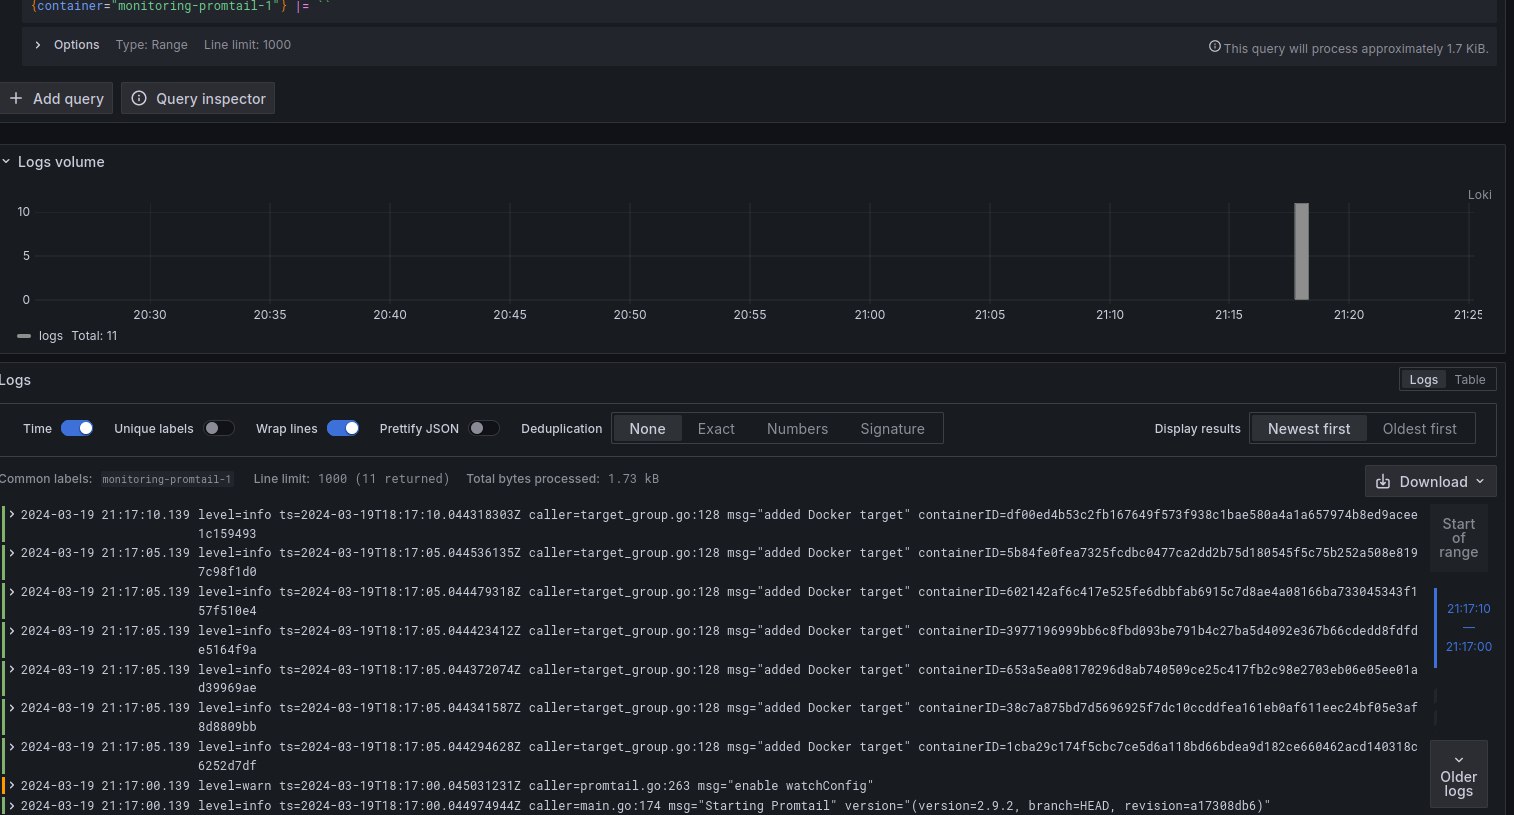 {container="monitoring-promtail-1"} |= ``
Options Type: Range Line limit: 1000
This query will process approximately 1.7 KiB.
Add query Query inspector
Logs volume
Loki
10
5
0
20:30 20:35 20:40 20:45 20:50 20:55 21:00 21:05 21:10 21:15 21:20 21:25
logs Total: 11
Logs
Logs Table
Time Unique labels Wrap lines Prettify JSON Deduplication None Exact Numbers Signature Display results Newest first Oldest first
Common labels: monitoring-promtail-1 Line limit: 1000 (11 returned) Total bytes processed: 1.73 kB
Download
2024-03-19 21:17:10.139 level=info ts=2024-03-19T18:17:10.044318303Z caller=target_group.go:128 msg="added Docker target" containerID=df00ed4b53c2fb167649f573f938c1bae580a4a1a657974b8ed9acee
1c159493
2024-03-19 21:17:05.139 level=info ts=2024-03-19T18:17:05.044536135Z caller=target_group.go:128 msg="added Docker target" containerID=5b84fe0fea7325fcdbc0477ca2dd2b75d180545f5c75b252a508e819
7c98f1d0
2024-03-19 21:17:05.139 level=info ts=2024-03-19T18:17:05.044479318Z caller=target_group.go:128 msg="added Docker target" containerID=602142af6c417e525fe6dbbfab6915c7d8ae4a08166ba733045343f1
57f510e4
2024-03-19 21:17:05.139 level=info ts=2024-03-19T18:17:05.044423412Z caller=target_group.go:128 msg="added Docker target" containerID=3977196999bb6c8fbd093be791b4c27ba5d4092e367b66cdedd8fdfd
e5164f9a
2024-03-19 21:17:05.139 level=info ts=2024-03-19T18:17:05.044372074Z caller=target_group.go:128 msg="added Docker target" containerID=653a5ea08170296d8ab740509ce25c417fb2c98e2703eb06e05ee01a
d39969ae
2024-03-19 21:17:05.139 level=info ts=2024-03-19T18:17:05.044341587Z caller=target_group.go:128 msg="added Docker target" containerID=38c7a875bd7d5696925f7dc10ccddfea161eb0af611eec24bf05e3af
8d8809bb
2024-03-19 21:17:05.139 level=info ts=2024-03-19T18:17:05.044294628Z caller=target_group.go:128 msg="added Docker target" containerID=1cba29c174f5cbc7ce5d6a118bd66bdea9d182ce660462acd140318c
6252d7df
2024-03-19 21:17:00.139 level=warn ts=2024-03-19T18:17:00.045031231Z caller=promtail.go:263 msg="enable watchConfig"
2024-03-19 21:17:00.139 level=info ts=2024-03-19T18:17:00.044974944Z caller=main.go:174 msg="Starting Promtail" version="(version=2.9.2, branch=HEAD, revision=a17308db6)"
Start
of
range
21:17:10
—
21:17:00
Older
logs